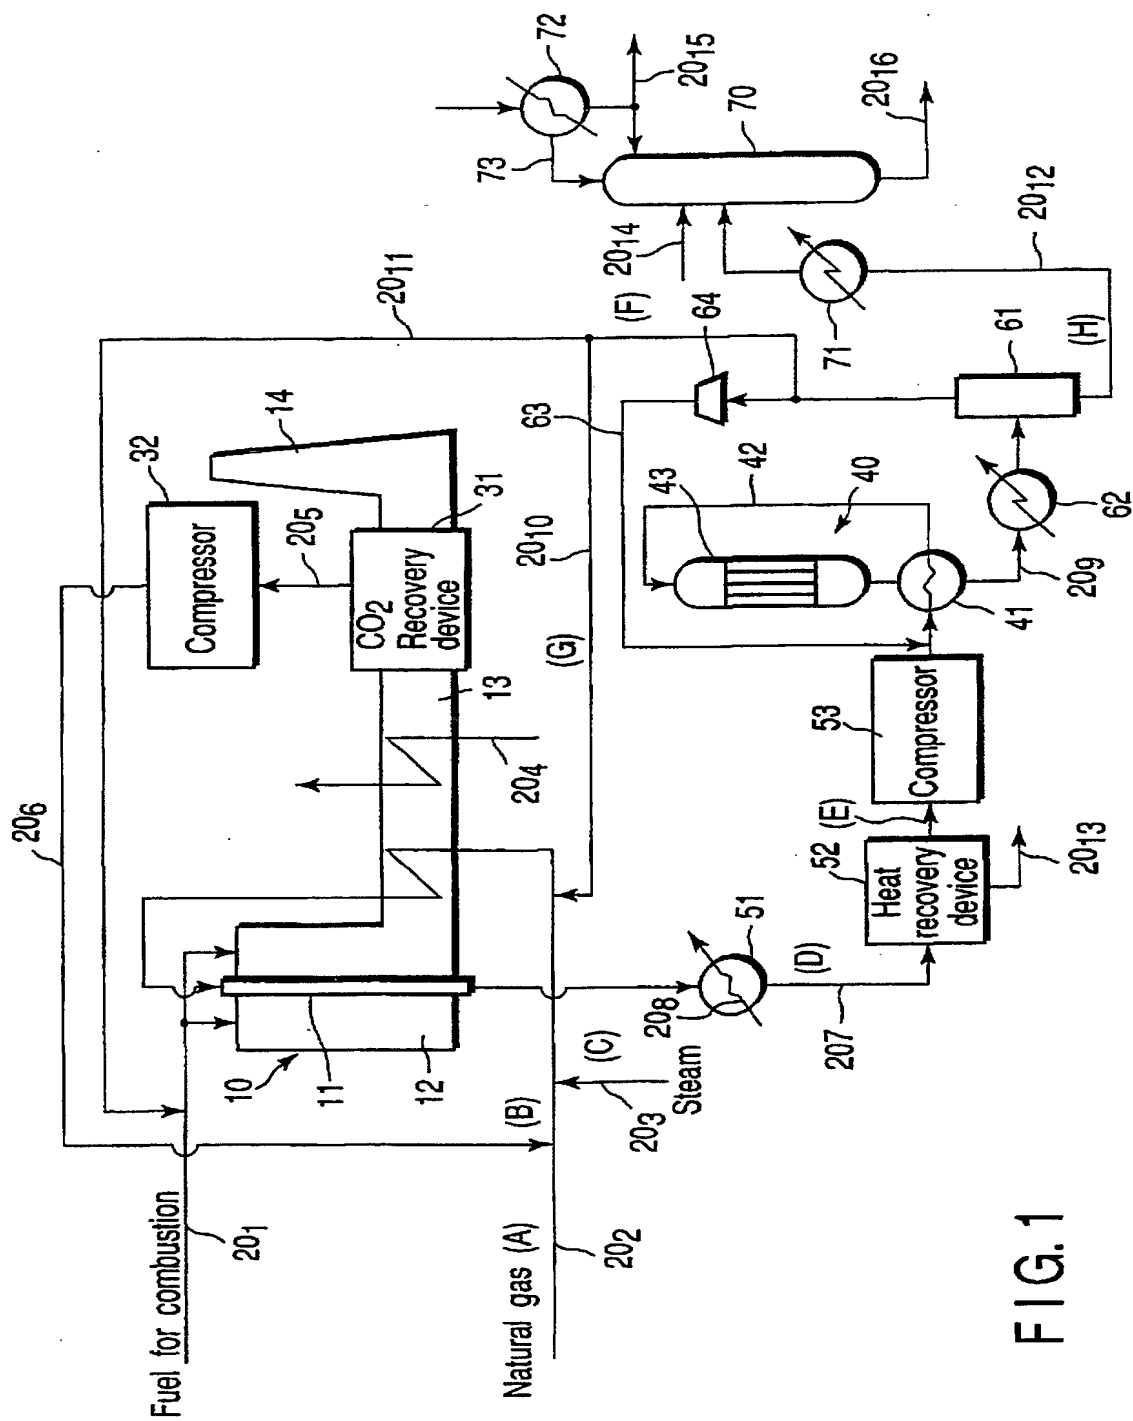 Fuel for combustion
20₁
Natural gas (A)
20₂
20₆
(B)
20₃
Steam
(C)
10
11
12
13
14
20₄
CO₂
Recovery
device
31
20₅
Compressor
32
20₁₁
20₁₀
(G)
(F)
20₈
51
(D)
207
Heat
recovery
device
52
20₁₃
(E)
Compressor
53
63
64
43
42
40
41
20₉
62
61
(H)
20₁₂
71
20₁₄
70
73
72
20₁₅
20₁₆
FIG. 1